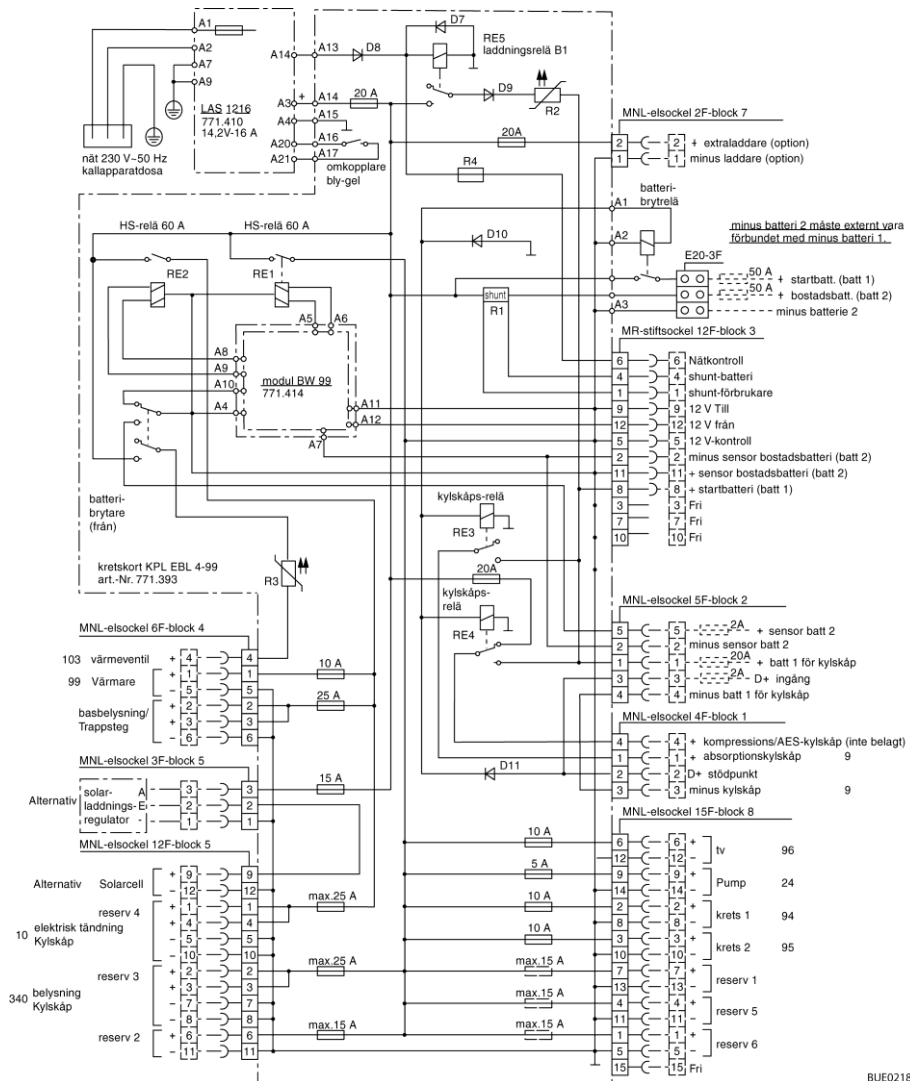 A1
A2
A7
A9
LAS 1216
771.410
14,2V-16 A
nät 230 V~50 Hz
kallapparatdosa
A14
A13
D8
D7
RE5
laddningsrelä B1
D9
R2
A3
+
A14
20 A
A4
A15
A20
A16
A21
A17
omkopplare
bly-gel
20A
R4
MNL-elsockel 2F-block 7
2 2 + extraladdare (option)
1 1 minus laddare (option)
batteri-
brytrelä
A1
A2
A3
minus batteri 2 måste externt vara
förbundet med minus batteri 1.
E20-3F
50 A + startbatt. (batt 1)
50 A + bostadsbatt. (batt 2)
minus batterie 2
HS-relä 60 A
HS-relä 60 A
RE2
RE1
D10
shunt
R1
A5
A6
A8
A9
A10
A4
modul BW 99
771.414
A11
A12
A7
batteri-
brytare
(från)
kretskort KPL EBL 4-99
art.-Nr. 771.393
R3
MR-stiftsockel 12F-block 3
6 6 Nätkontroll
4 4 shunt-batteri
1 1 shunt-förbrukare
9 9 12 V Till
12 12 12 V från
5 5 12 V-kontroll
2 2 minus sensor bostadsbatteri (batt 2)
11 11 + sensor bostadsbatteri (batt 2)
8 8 + startbatteri (batt 1)
3 3 Fri
7 7 Fri
10 10 Fri
kylskåps-relä
RE3
20A
kylskåps-
relä
RE4
D11
MNL-elsockel 5F-block 2
5 5 2A + sensor batt 2
2 2 minus sensor batt 2
1 1 20A + batt 1 för kylskåp
3 3 2A D+ ingång
4 4 minus batt 1 för kylskåp
MNL-elsockel 4F-block 1
4 4 + kompressions/AES-kylskåp (inte belagt)
1 1 + absorptionskylskåp 9
2 2 D+ stödpunkt
3 3 minus kylskåp 9
MNL-elsockel 6F-block 4
103 värmeventil + 4 4
99 Värmare + 1 1 10 A
– 5 5
basbelysning/
Trappsteg
+ 2 2 25 A
+ 3 3
– 6 6
MNL-elsockel 3F-block 5
Alternativ
solar-
laddnings-
regulator
A 3 3 15 A
E 2 2
- 1 1
MNL-elsockel 12F-block 5
Alternativ Solarcell + 9 9
– 12 12
reserv 4
10 elektrisk tändning
Kylskåp
+ 1 1 max.25 A
+ 4 4
– 5 5
– 10 10
reserv 3
340 belysning
Kylskåp
+ 2 2 max.25 A
+ 3 3
– 7 7
– 8 8
reserv 2
+ 6 6 max.15 A
– 11 11
MNL-elsockel 15F-block 8
10 A 6 6 + tv 96
12 12 –
5 A 9 9 + Pump 24
14 14 –
10 A 2 2 + krets 1 94
8 8 –
10 A 3 3 + krets 2 95
10 10 –
max.15 A 7 7 + reserv 1
13 13 –
max.15 A 4 4 + reserv 5
11 11 –
max.15 A 1 1 + reserv 6
5 5 –
15 15 Fri
BUE0218